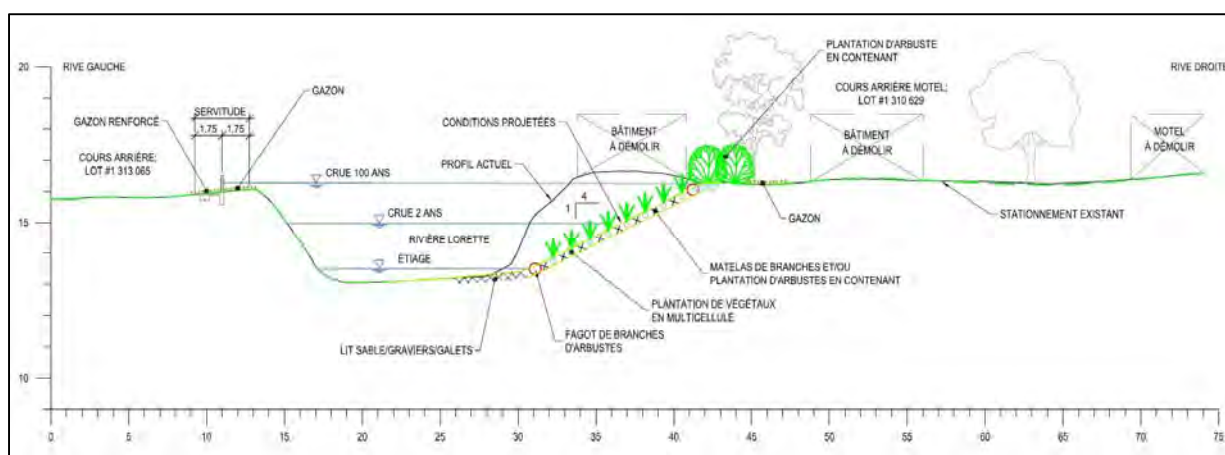 20
15
10
RIVE GAUCHE
RIVE DROITE
GAZON RENFORCÉ
SERVITUDE
1,75
1,75
GAZON
COURS ARRIÈRE;
LOT #1 313 065
CRUE 100 ANS
CRUE 2 ANS
RIVIÈRE LORETTE
ÉTIAGE
PROFIL ACTUEL
CONDITIONS PROJETÉES
1
4
BÂTIMENT
À DÉMOLIR
PLANTATION D'ARBUSTE
EN CONTENANT
COURS ARRIÈRE MOTEL;
LOT #1 310 629
BÂTIMENT
À DÉMOLIR
MOTEL
À DÉMOLIR
GAZON
STATIONNEMENT EXISTANT
MATELAS DE BRANCHES ET/OU
PLANTATION D'ARBUSTES EN CONTENANT
PLANTATION DE VÉGÉTAUX
EN MULTICELLULE
FAGOT DE BRANCHES
D'ARBUSTES
LIT SABLE/GRAVIERS/GALETS
0 5 10 15 20 25 30 35 40 45 50 55 60 65 70 75